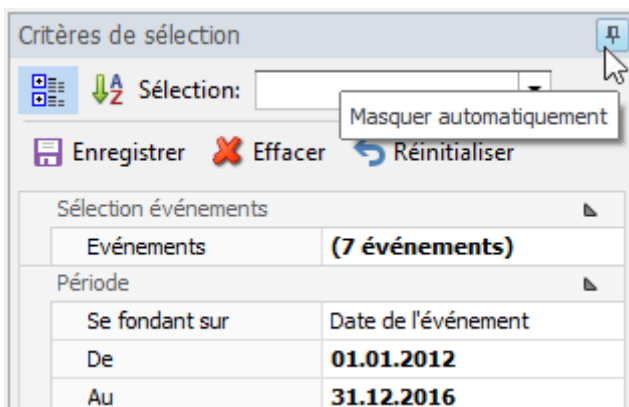 Critères de sélection
Sélection:
Masquer automatiquement
Enregistrer Effacer Réinitialiser
Sélection événements
Evénements (7 événements)
Période
Se fondant sur Date de l'événement
De 01.01.2012
Au 31.12.2016